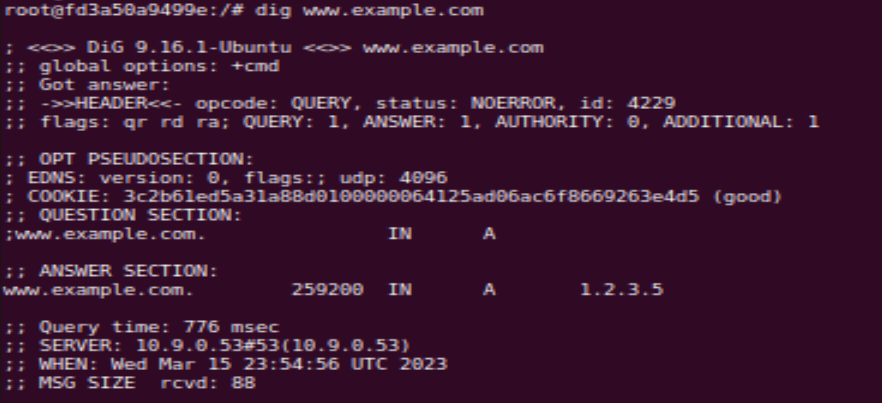 root@fd3a50a9499e:/# dig www.example.com
; <<>> DiG 9.16.1-Ubuntu <<>> www.example.com
;; global options: +cmd
;; Got answer:
;; ->>HEADER<<- opcode: QUERY, status: NOERROR, id: 4229
;; flags: qr rd ra; QUERY: 1, ANSWER: 1, AUTHORITY: 0, ADDITIONAL: 1
;; OPT PSEUDOSECTION:
; EDNS: version: 0, flags:; udp: 4096
; COOKIE: 3c2b61ed5a31a88d0100000064125ad06ac6f8669263e4d5 (good)
;; QUESTION SECTION:
;www.example.com. IN A
;; ANSWER SECTION:
www.example.com. 259200 IN A 1.2.3.5
;; Query time: 776 msec
;; SERVER: 10.9.0.53#53(10.9.0.53)
;; WHEN: Wed Mar 15 23:54:56 UTC 2023
;; MSG SIZE rcvd: 88